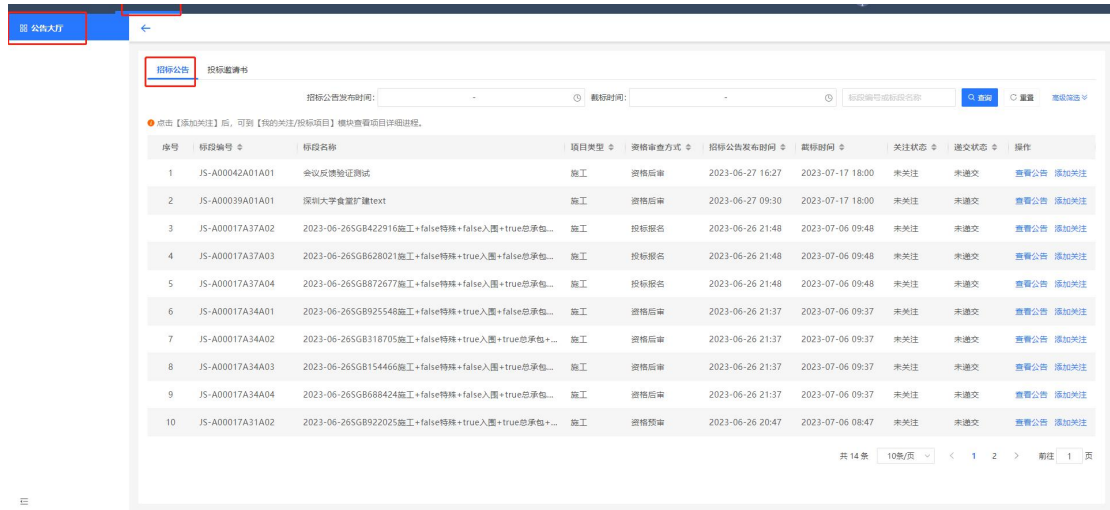 公告大厅
招标公告 投标邀请书
招标公告发布时间: - 截标时间: - 标段编号或标段名称 查询 重置 高级筛选
点击【添加关注】后，可到【我的关注/投标项目】模块查看项目详细进程。
序号 标段编号 标段名称 项目类型 资格审查方式 招标公告发布时间 截标时间 关注状态 递交状态 操作
1 JS-A00042A01A01 会议反馈验证测试 施工 资格后审 2023-06-27 16:27 2023-07-17 18:00 未关注 未递交 查看公告 添加关注
2 JS-A00039A01A01 深圳大学食堂扩建text 施工 资格后审 2023-06-27 09:30 2023-07-17 18:00 未关注 未递交 查看公告 添加关注
3 JS-A00017A37A02 2023-06-26SGB422916施工+false特殊+false入围+true总承包... 施工 投标报名 2023-06-26 21:48 2023-07-06 09:48 未关注 未递交 查看公告 添加关注
4 JS-A00017A37A03 2023-06-26SGB628021施工+false特殊+true入围+false总承包... 施工 投标报名 2023-06-26 21:48 2023-07-06 09:48 未关注 未递交 查看公告 添加关注
5 JS-A00017A37A04 2023-06-26SGB872677施工+false特殊+false入围+true总承包... 施工 投标报名 2023-06-26 21:48 2023-07-06 09:48 未关注 未递交 查看公告 添加关注
6 JS-A00017A34A01 2023-06-26SGB925548施工+false特殊+true入围+false总承包... 施工 资格后审 2023-06-26 21:37 2023-07-06 09:37 未关注 未递交 查看公告 添加关注
7 JS-A00017A34A02 2023-06-26SGB318705施工+false特殊+true入围+true总承包+... 施工 资格后审 2023-06-26 21:37 2023-07-06 09:37 未关注 未递交 查看公告 添加关注
8 JS-A00017A34A03 2023-06-26SGB154466施工+false特殊+false入围+true总承包... 施工 资格后审 2023-06-26 21:37 2023-07-06 09:37 未关注 未递交 查看公告 添加关注
9 JS-A00017A34A04 2023-06-26SGB688424施工+false特殊+false入围+true总承包... 施工 资格后审 2023-06-26 21:37 2023-07-06 09:37 未关注 未递交 查看公告 添加关注
10 JS-A00017A31A02 2023-06-26SGB922025施工+false特殊+true入围+true总承包+... 施工 资格预审 2023-06-26 20:47 2023-07-06 08:47 未关注 未递交 查看公告 添加关注
共 14 条 10条/页 < 1 2 > 前往 1 页